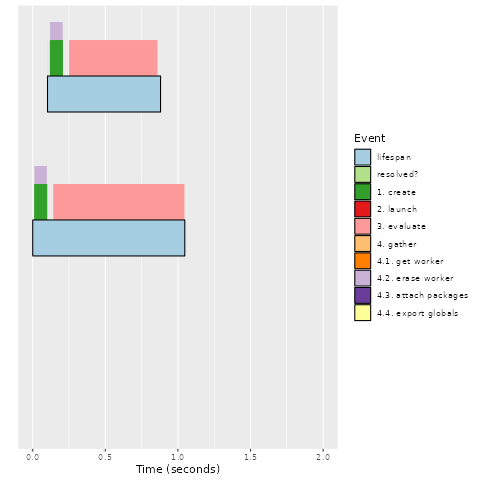 Event
lifespan
resolved?
1. create
2. launch
3. evaluate
4. gather
4.1. get worker
4.2. erase worker
4.3. attach packages
4.4. export globals
0.0 0.5 1.0 1.5 2.0
Time (seconds)